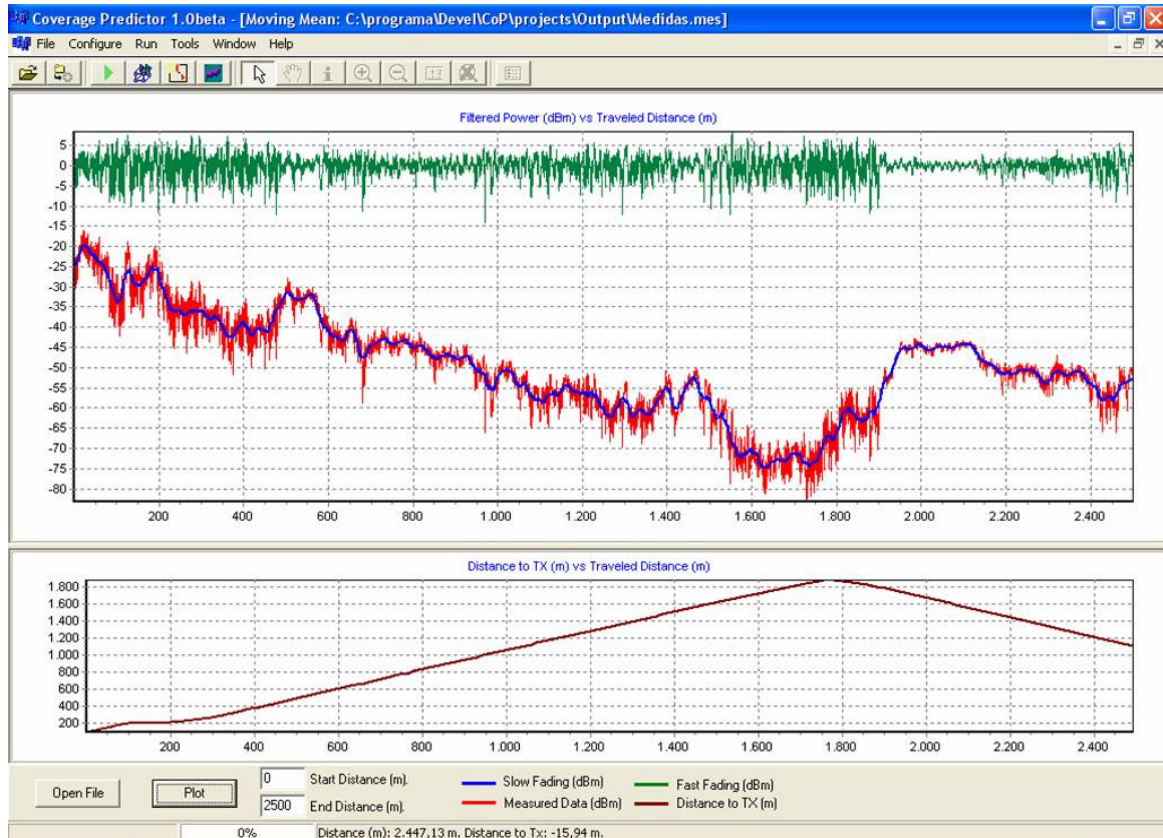 Coverage Predictor 1.0beta - [Moving Mean: C:\programa\Devel\CoP\projects\Output\Medidas.mes]
File Configure Run Tools Window Help
Filtered Power (dBm) vs Traveled Distance (m)
5
0
-5
-10
-15
-20
-25
-30
-35
-40
-45
-50
-55
-60
-65
-70
-75
-80
200 400 600 800 1.000 1.200 1.400 1.600 1.800 2.000 2.200 2.400
Distance to TX (m) vs Traveled Distance (m)
1.800
1.600
1.400
1.200
1.000
800
600
400
200
200 400 600 800 1.000 1.200 1.400 1.600 1.800 2.000 2.200 2.400
Open File Plot
0 Start Distance (m).
2500 End Distance (m).
Slow Fading (dBm) Fast Fading (dBm)
Measured Data (dBm) Distance to TX (m)
0% Distance (m): 2.447,13 m. Distance to Tx: -15,94 m.